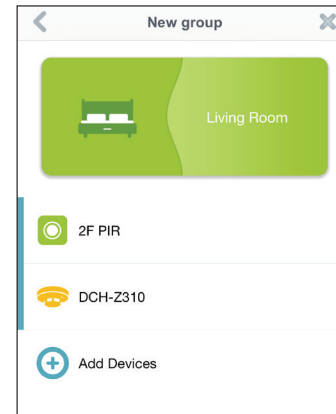 New group
Living Room
2F PIR
DCH-Z310
Add Devices